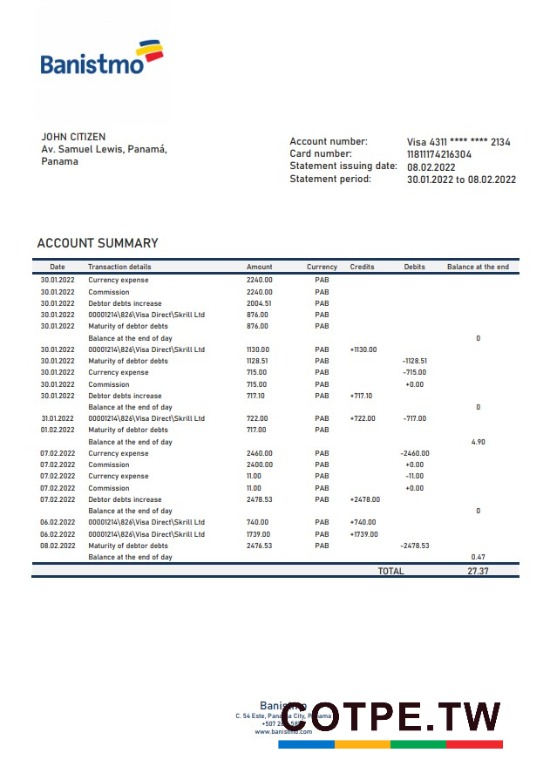 Banistmo
JOHN CITIZEN
Av. Samuel Lewis, Panamá,
Panama
Account number: Visa 4311 **** **** 2134
Card number: 11811174216304
Statement issuing date: 08.02.2022
Statement period: 30.01.2022 to 08.02.2022
ACCOUNT SUMMARY
Date Transaction details Amount Currency Credits Debits Balance at the end
30.01.2022 Currency expense 2240.00 PAB
30.01.2022 Commission 2240.00 PAB
30.01.2022 Debtor debts increase 2004.51 PAB
30.01.2022 00001214\826\Visa Direct\Skrill Ltd 876.00 PAB
30.01.2022 Maturity of debtor debts 876.00 PAB
Balance at the end of day 0
30.01.2022 00001214\826\Visa Direct\Skrill Ltd 1130.00 PAB +1130.00
30.01.2022 Maturity of debtor debts 1128.51 PAB -1128.51
30.01.2022 Currency expense 715.00 PAB -715.00
30.01.2022 Commission 715.00 PAB +0.00
30.01.2022 Debtor debts increase 717.10 PAB +717.10
Balance at the end of day 0
31.01.2022 00001214\826\Visa Direct\Skrill Ltd 722.00 PAB +722.00 -717.00
01.02.2022 Maturity of debtor debts 717.00 PAB
Balance at the end of day 4.90
07.02.2022 Currency expense 2460.00 PAB -2460.00
07.02.2022 Commission 2400.00 PAB +0.00
07.02.2022 Currency expense 11.00 PAB -11.00
07.02.2022 Commission 11.00 PAB +0.00
07.02.2022 Debtor debts increase 2478.53 PAB +2478.00
Balance at the end of day 0
06.02.2022 00001214\826\Visa Direct\Skrill Ltd 740.00 PAB +740.00
06.02.2022 00001214\826\Visa Direct\Skrill Ltd 1739.00 PAB +1739.00
08.02.2022 Maturity of debtor debts 2476.53 PAB -2478.53
Balance at the end of day 0.47
TOTAL 27.37
Banistmo
C. 54 Este, Panama City, Panama
+507
www.banistmo.com
COTPE.TW